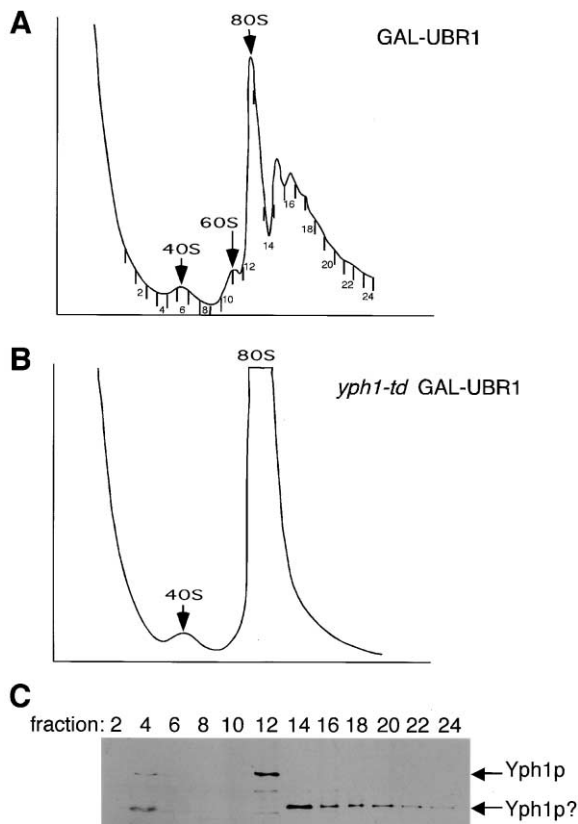 A
GAL-UBR1
80S
60S
40S
2 4 6 8 10 12 14 16 18 20 22 24
B
80S
yph1-td GAL-UBR1
40S
C
fraction: 2 4 6 8 10 12 14 16 18 20 22 24
Yph1p
Yph1p?